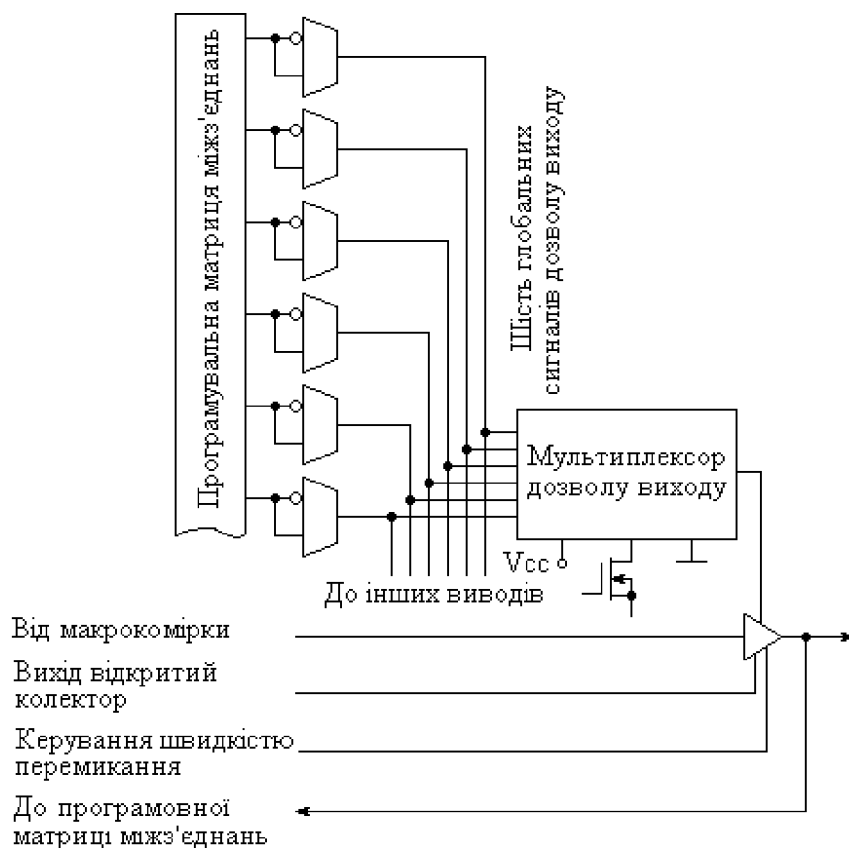 Програмувальна матриця міжз'єднань
Шість глобальних
сигналів дозволу виходу
Мультиплексор
дозволу виходу
Vcc
До інших виводів
Від макрокомірки
Вихід відкритий
колектор
Керування швидкістю
перемикання
До програмовної
матриці міжз'єднань